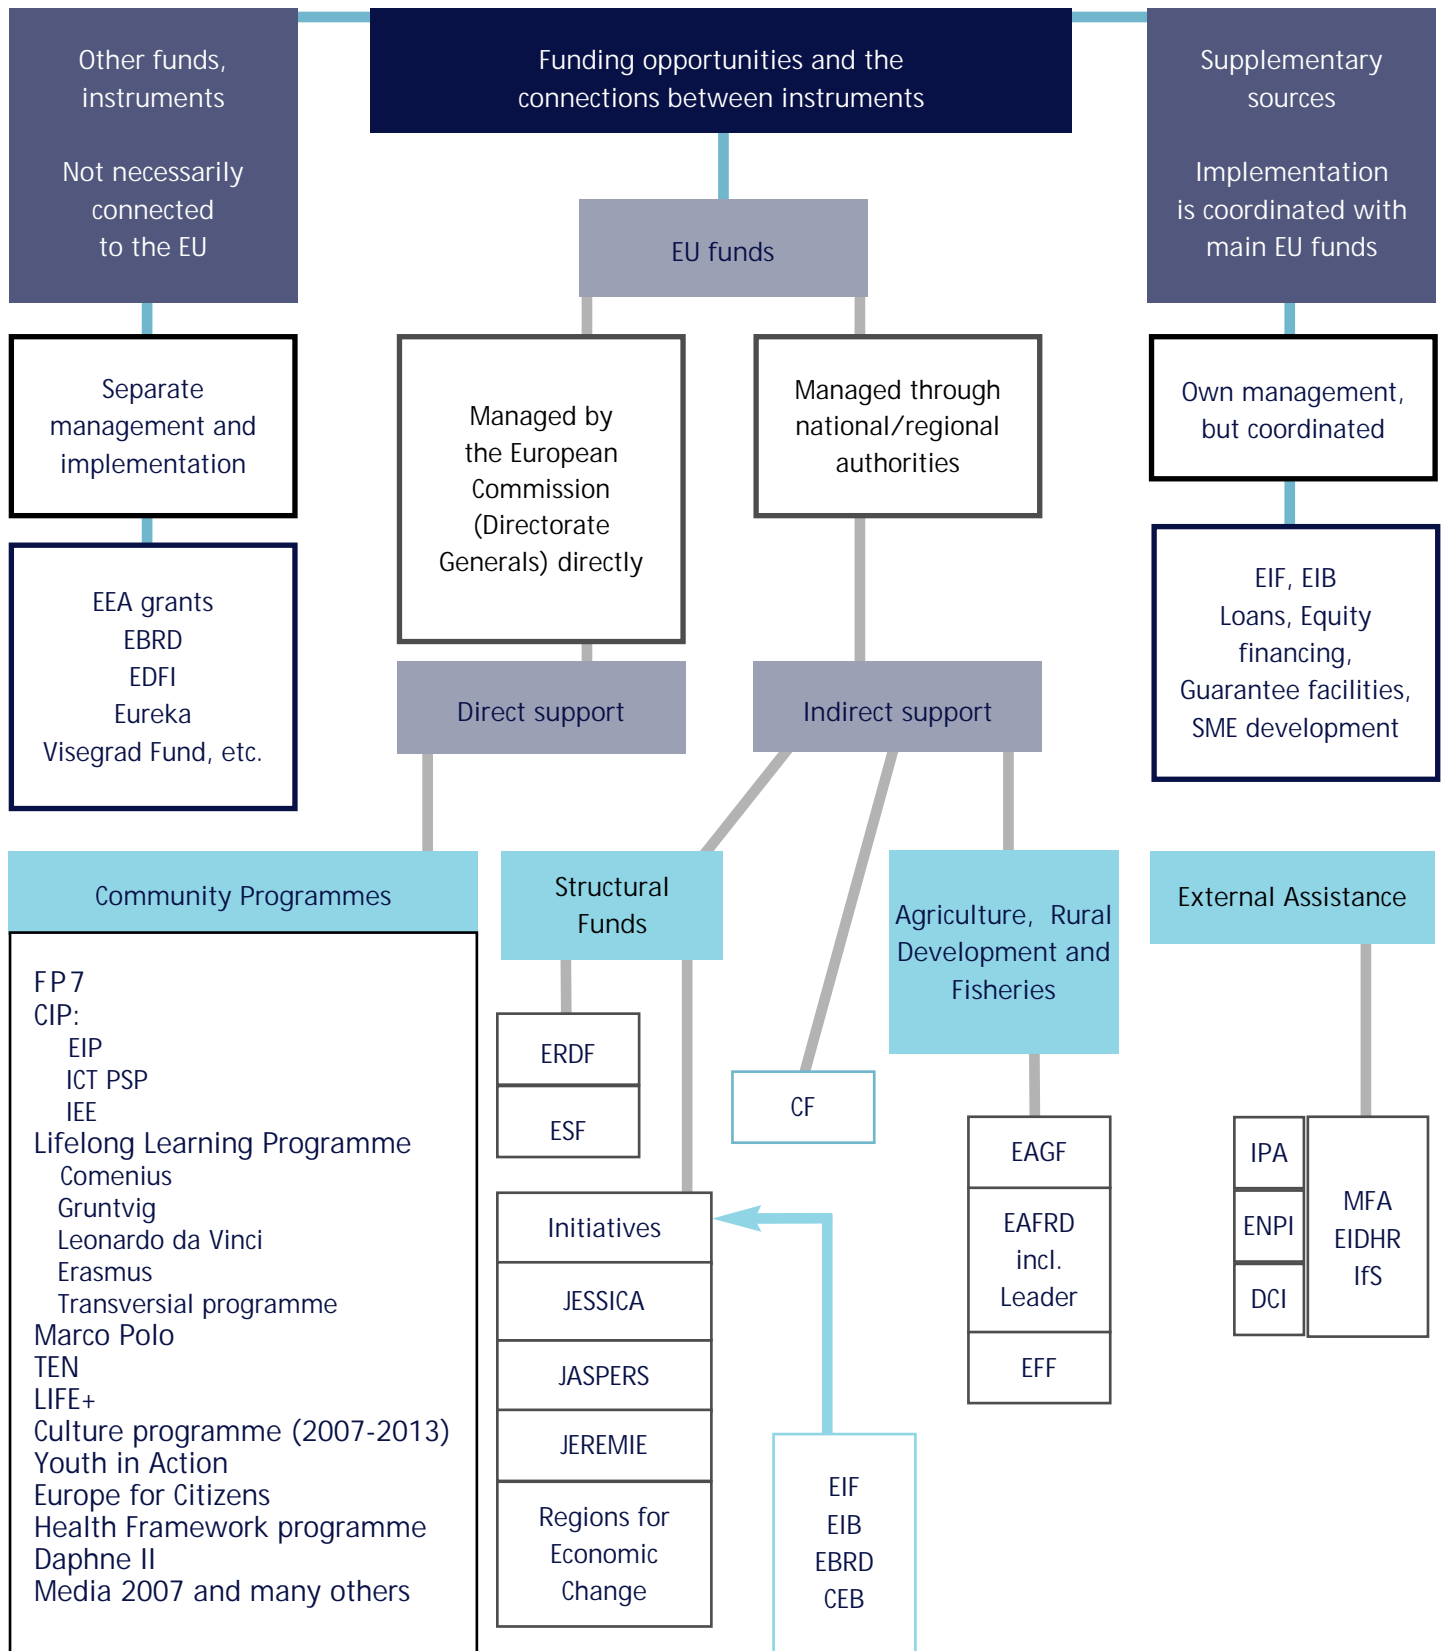 Other funds,
instruments
Not necessarily
connected
to the EU
Funding opportunities and the
connections between instruments
Supplementary
sources
Implementation
is coordinated with
main EU funds
EU funds
Separate
management and
implementation
Managed by
the European
Commission
(Directorate
Generals) directly
Managed through
national/regional
authorities
Own management,
but coordinated
EEA grants
EBRD
EDFI
Eureka
Visegrad Fund, etc.
Direct support
Indirect support
EIF, EIB
Loans, Equity
financing,
Guarantee facilities,
SME development
Community Programmes
FP7
CIP:
EIP
ICT PSP
IEE
Lifelong Learning Programme
Comenius
Gruntvig
Leonardo da Vinci
Erasmus
Transversial programme
Marco Polo
TEN
LIFE+
Culture programme (2007-2013)
Youth in Action
Europe for Citizens
Health Framework programme
Daphne II
Media 2007 and many others
Structural
Funds
ERDF
ESF
Initiatives
JESSICA
JASPERS
JEREMIE
Regions for
Economic
Change
CF
EIF
EIB
EBRD
CEB
Agriculture, Rural
Development and
Fisheries
EAGF
EAFRD
incl.
Leader
EFF
External Assistance
IPA
ENPI
DCI
MFA
EIDHR
IfS